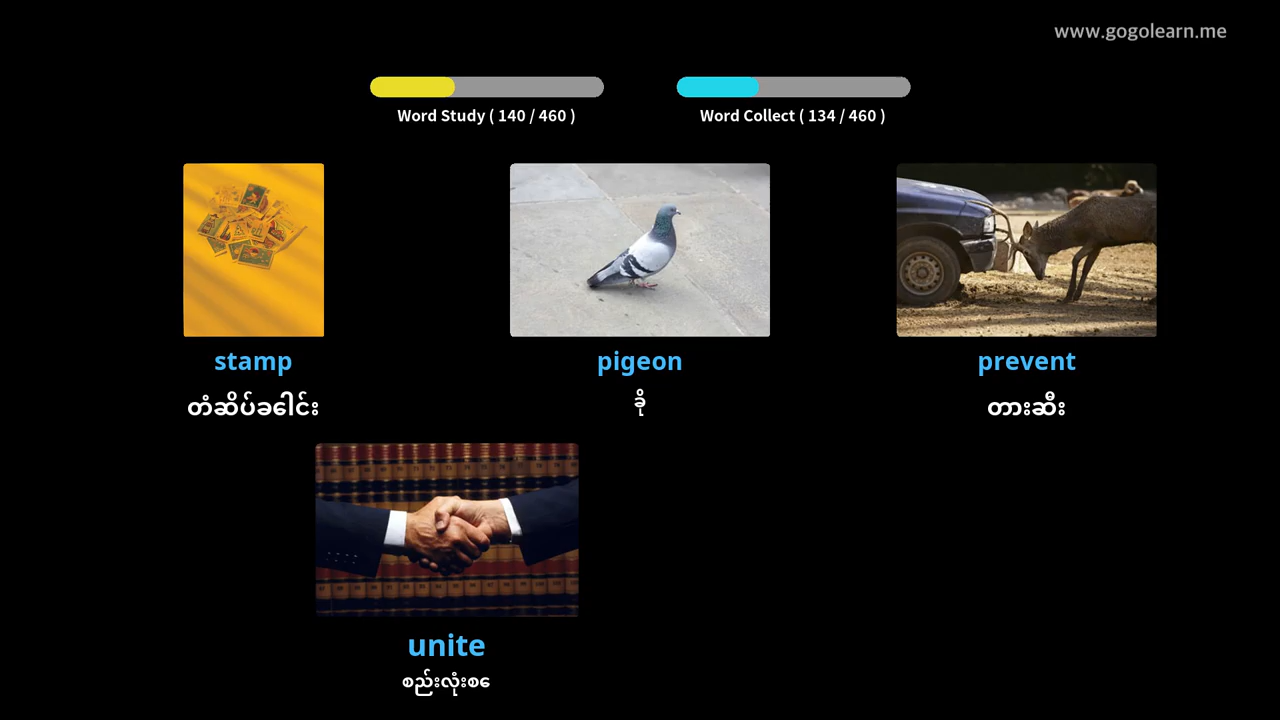 www.gogolearn.me
Word Study ( 140 / 460 )
Word Collect ( 134 / 460 )
stamp
pigeon
prevent
တံဆိပ်ခေါင်း
ခို
တားဆီး
unite
စည်းလုံးစေ